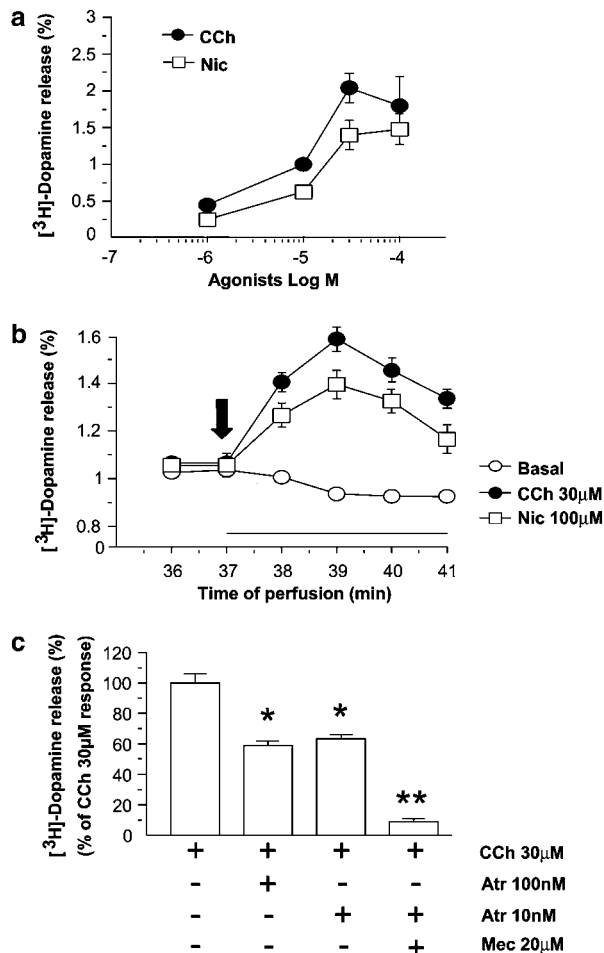 a
[³H]-Dopamine release (%)
3
2.5
2
1.5
1
0.5
0
CCh
Nic
-7 -6 -5 -4
Agonists Log M
b
[³H]-Dopamine release (%)
1.6
1.4
1.2
1
0.8
0
Basal
CCh 30µM
Nic 100µM
36 37 38 39 40 41
Time of perfusion (min)
c
[³H]-Dopamine release (%)
(% of CCh 30µM response)
120
100
80
60
40
20
0
* * **
+ + + + CCh 30µM
- + - - Atr 100nM
- - + + Atr 10nM
- - - + Mec 20µM